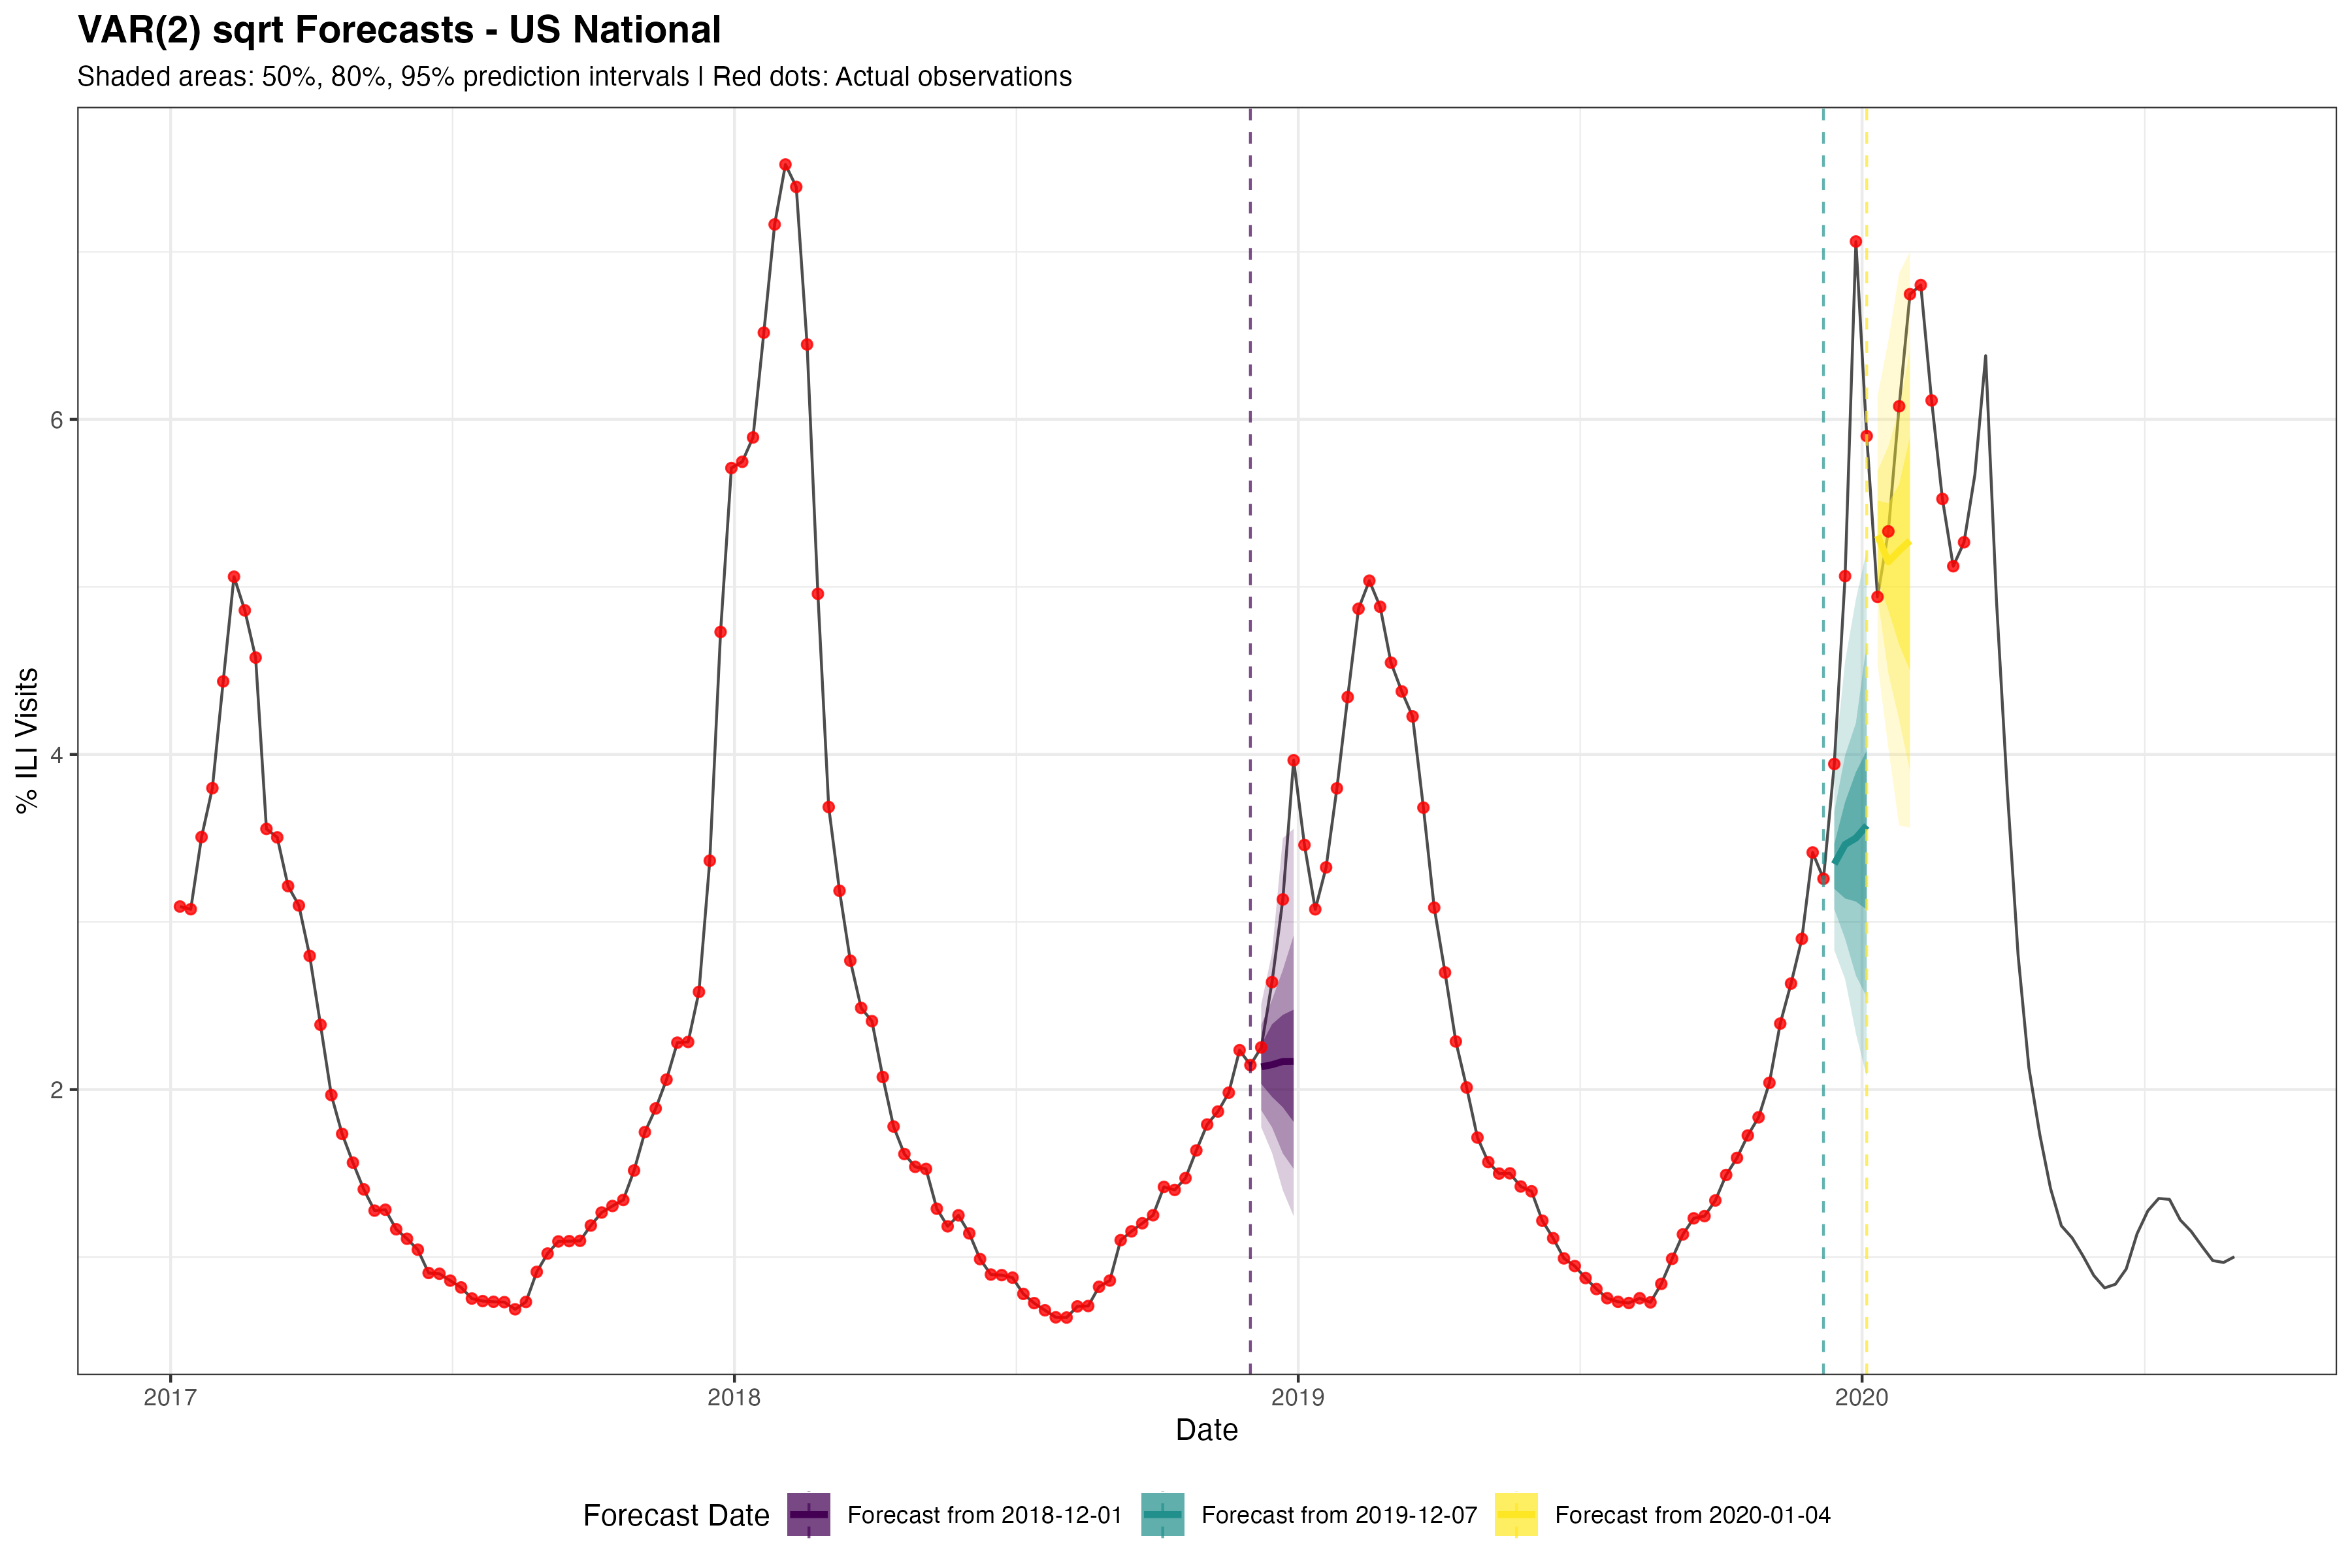 VAR(2) sqrt Forecasts - US National
Shaded areas: 50%, 80%, 95% prediction intervals | Red dots: Actual observations
% ILI Visits
6
4
2
2017 2018 2019 2020
Date
Forecast Date Forecast from 2018-12-01 Forecast from 2019-12-07 Forecast from 2020-01-04